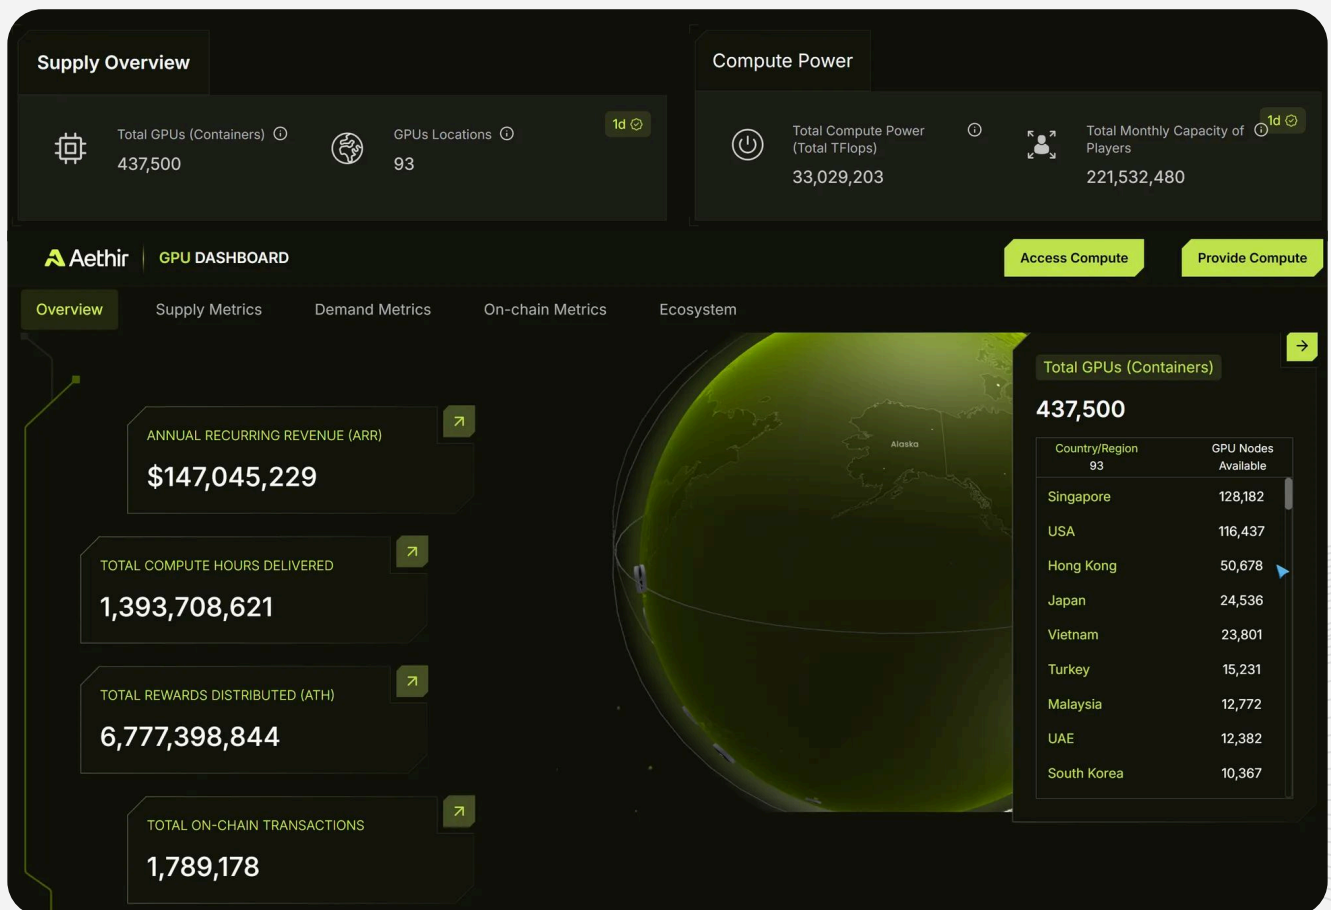 Supply Overview
Total GPUs (Containers)
437,500
GPUs Locations
93
1d
Compute Power
Total Compute Power
(Total TFlops)
33,029,203
Total Monthly Capacity of
Players
221,532,480
1d
Aethir
GPU DASHBOARD
Access Compute
Provide Compute
Overview
Supply Metrics
Demand Metrics
On-chain Metrics
Ecosystem
ANNUAL RECURRING REVENUE (ARR)
$147,045,229
TOTAL COMPUTE HOURS DELIVERED
1,393,708,621
TOTAL REWARDS DISTRIBUTED (ATH)
6,777,398,844
TOTAL ON-CHAIN TRANSACTIONS
1,789,178
Alaska
Total GPUs (Containers)
437,500
Country/Region
93
GPU Nodes
Available
Singapore 128,182
USA 116,437
Hong Kong 50,678
Japan 24,536
Vietnam 23,801
Turkey 15,231
Malaysia 12,772
UAE 12,382
South Korea 10,367